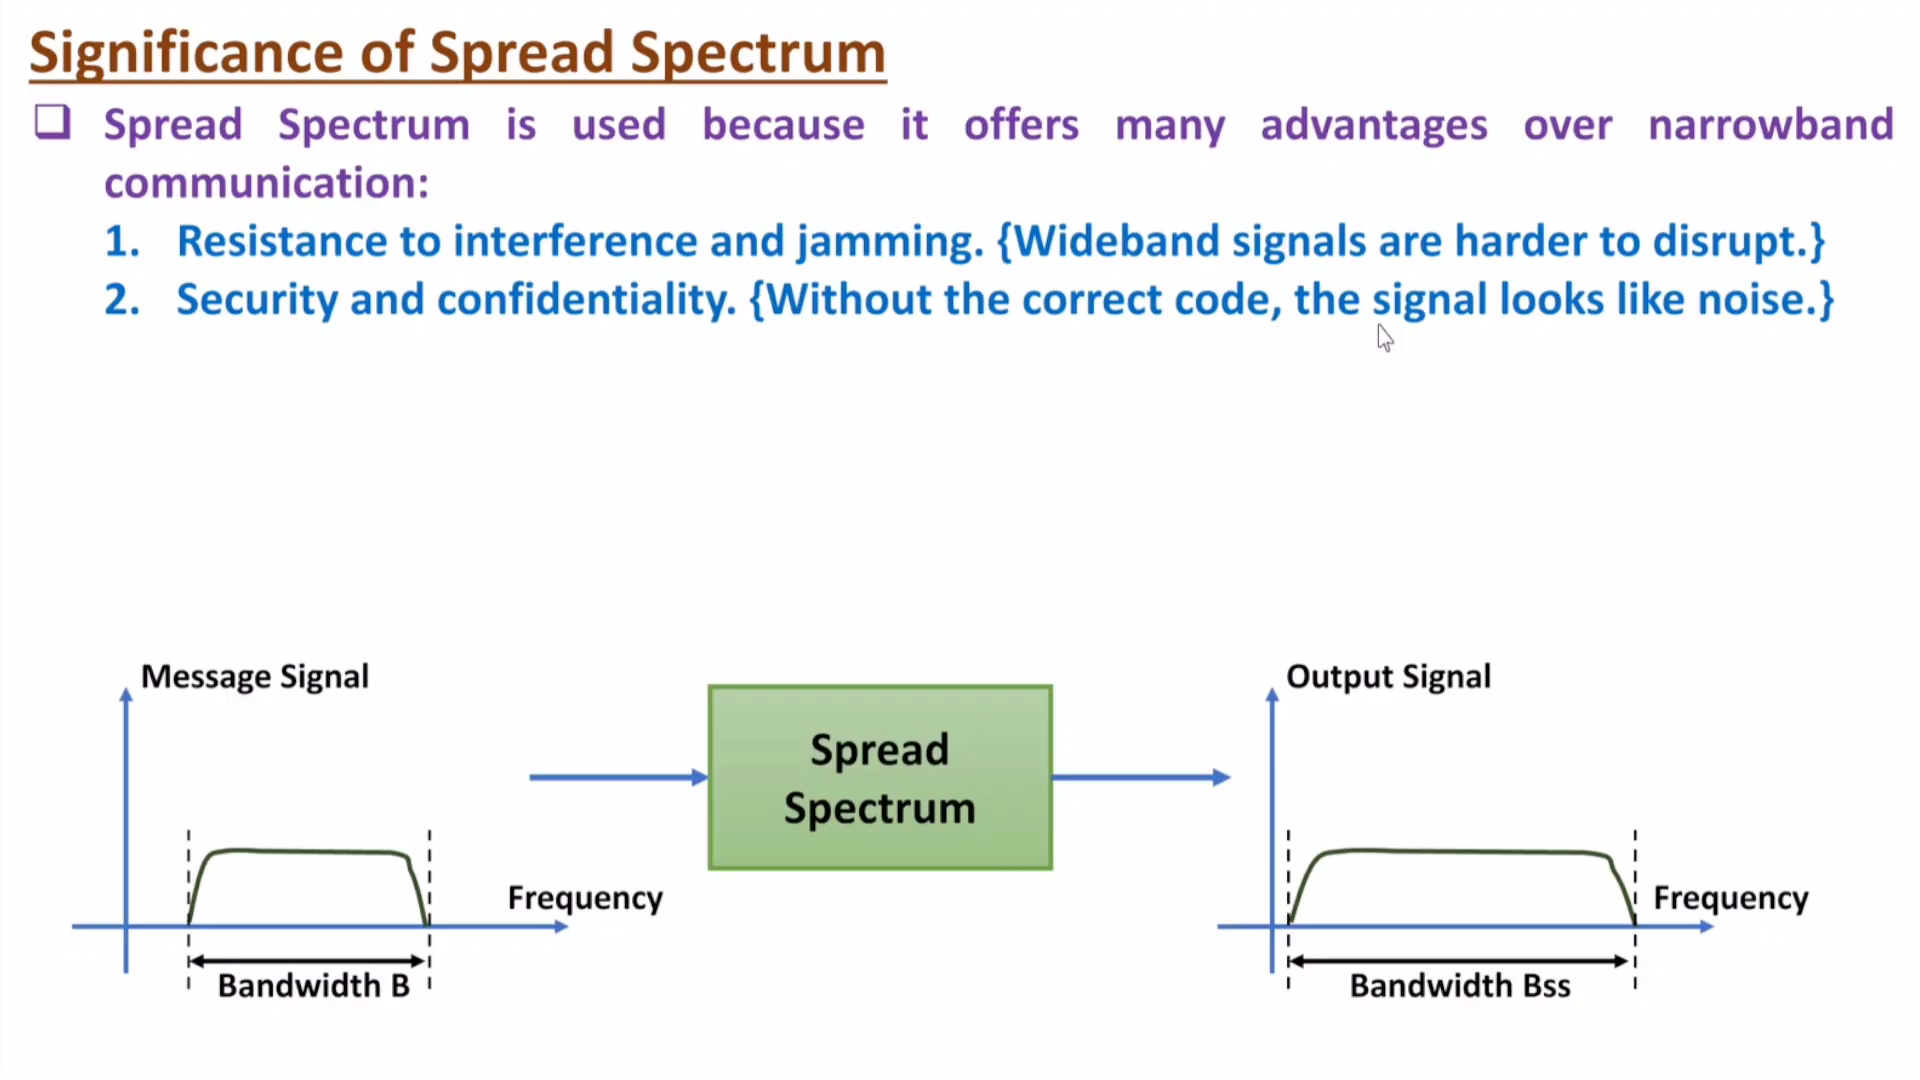 Significance of Spread Spectrum
Spread Spectrum is used because it offers many advantages over narrowband
communication:
1. Resistance to interference and jamming. {Wideband signals are harder to disrupt.}
2. Security and confidentiality. {Without the correct code, the signal looks like noise.}
Message Signal
Frequency
Bandwidth B
Spread
Spectrum
Output Signal
Frequency
Bandwidth Bss